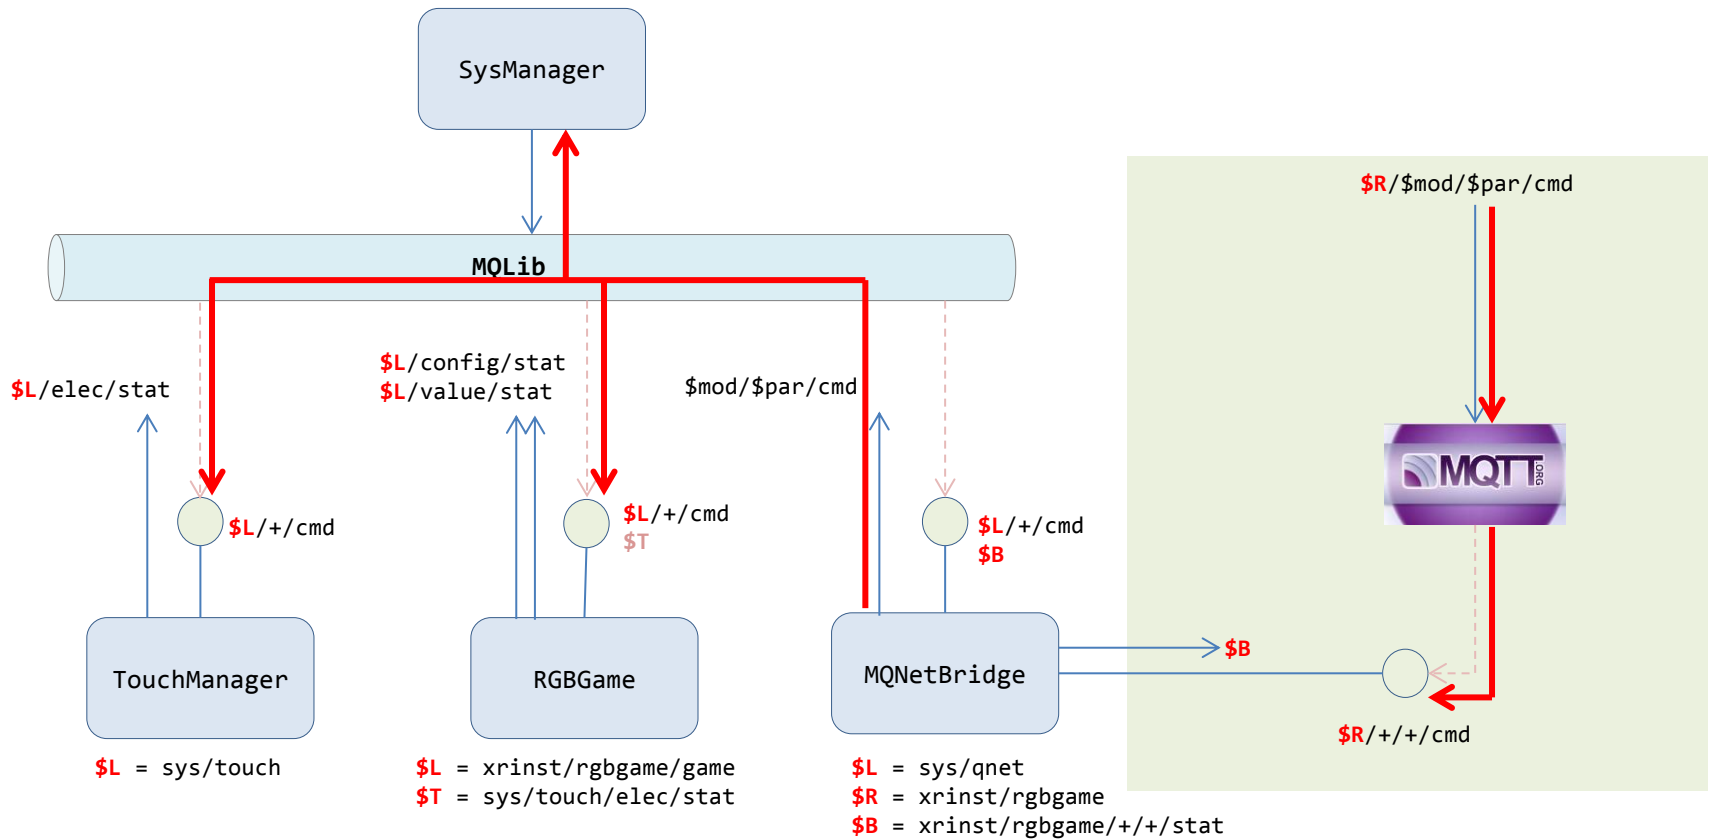 SysManager
$R/$mod/$par/cmd
MQLib
$L/config/stat
$L/value/stat
$L/elec/stat
$mod/$par/cmd
MQTT.ORG
$L/+/cmd
$L/+/cmd
$T
$L/+/cmd
$B
TouchManager
RGBGame
MQNetBridge
$B
$R/+/+/cmd
$L = sys/touch
$L = xrinst/rgbgame/game
$T = sys/touch/elec/stat
$L = sys/qnet
$R = xrinst/rgbgame
$B = xrinst/rgbgame/+/+/stat